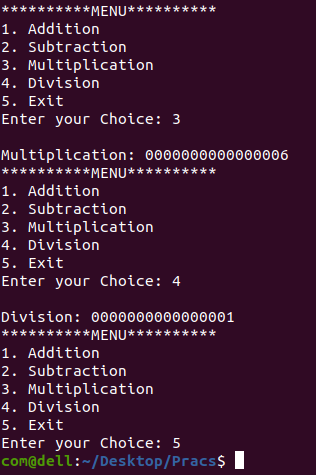 **********MENU**********
1. Addition
2. Subtraction
3. Multiplication
4. Division
5. Exit
Enter your Choice: 3
Multiplication: 0000000000000006
**********MENU**********
1. Addition
2. Subtraction
3. Multiplication
4. Division
5. Exit
Enter your Choice: 4
Division: 0000000000000001
**********MENU**********
1. Addition
2. Subtraction
3. Multiplication
4. Division
5. Exit
Enter your Choice: 5
com@dell:~/Desktop/Pracs$